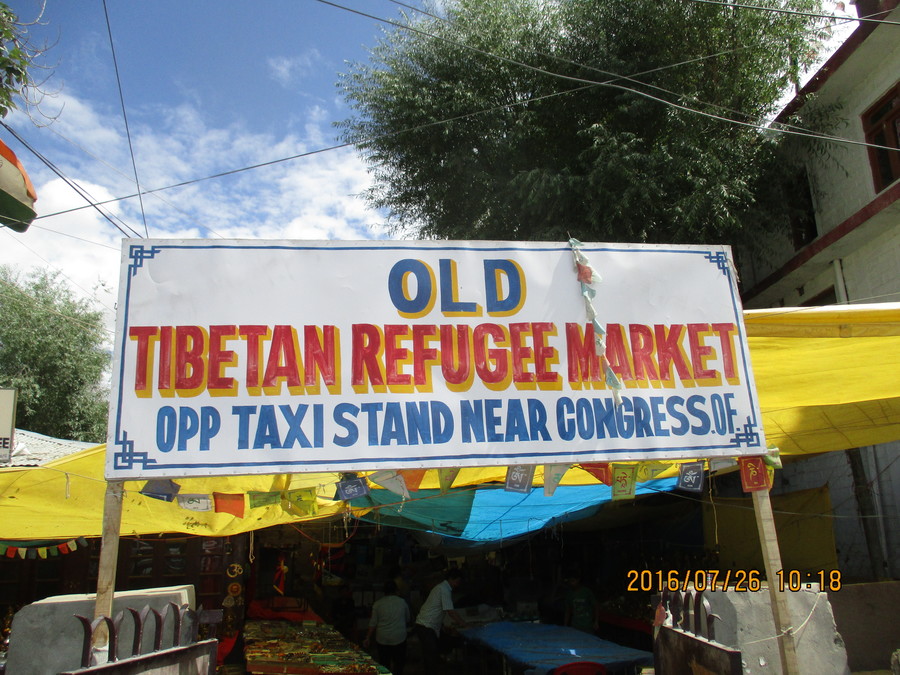 OLD
TIBETAN REFUGEE MARKET
OPP TAXI STAND NEAR CONGRESS.OF.
2016/07/26 10:18